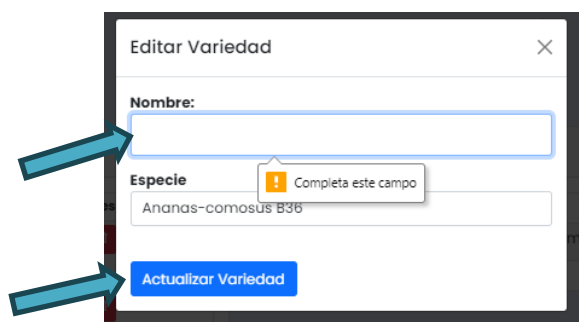 Editar Variedad
Nombre:
Completa este campo
Especie
Ananas-comosus B36
Actualizar Variedad